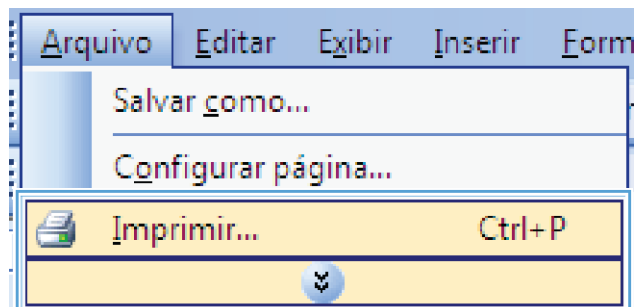 Arquivo Editar Exibir Inserir Form
Salvar como...
Configurar página...
Imprimir... Ctrl+P